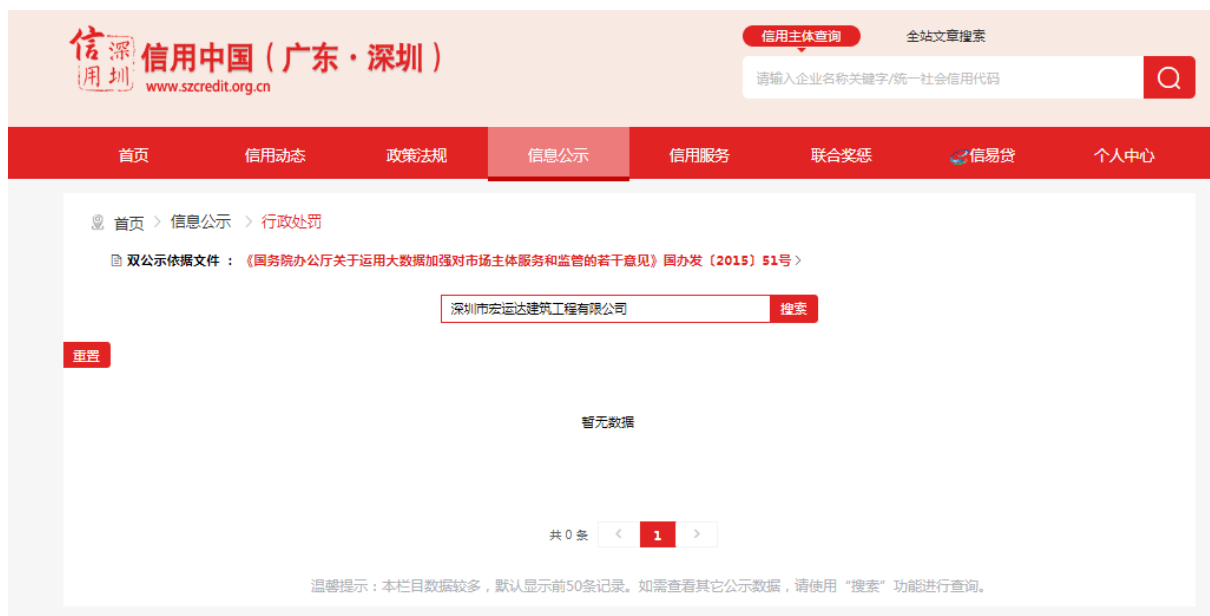 信用
深圳
信用中国（广东·深圳）
www.szcredit.org.cn
信用主体查询 全站文章搜索
请输入企业名称关键字/统一社会信用代码
首页 信用动态 政策法规 信息公示 信用服务 联合奖惩 信易贷 个人中心
首页 > 信息公示 > 行政处罚
双公示依据文件 ： 《国务院办公厅关于运用大数据加强对市场主体服务和监管的若干意见》国办发〔2015〕51号 >
深圳市宏运达建筑工程有限公司 搜索
重置
暂无数据
共 0 条 < 1 >
温馨提示：本栏目数据较多，默认显示前50条记录。如需查看其它公示数据，请使用“搜索”功能进行查询。